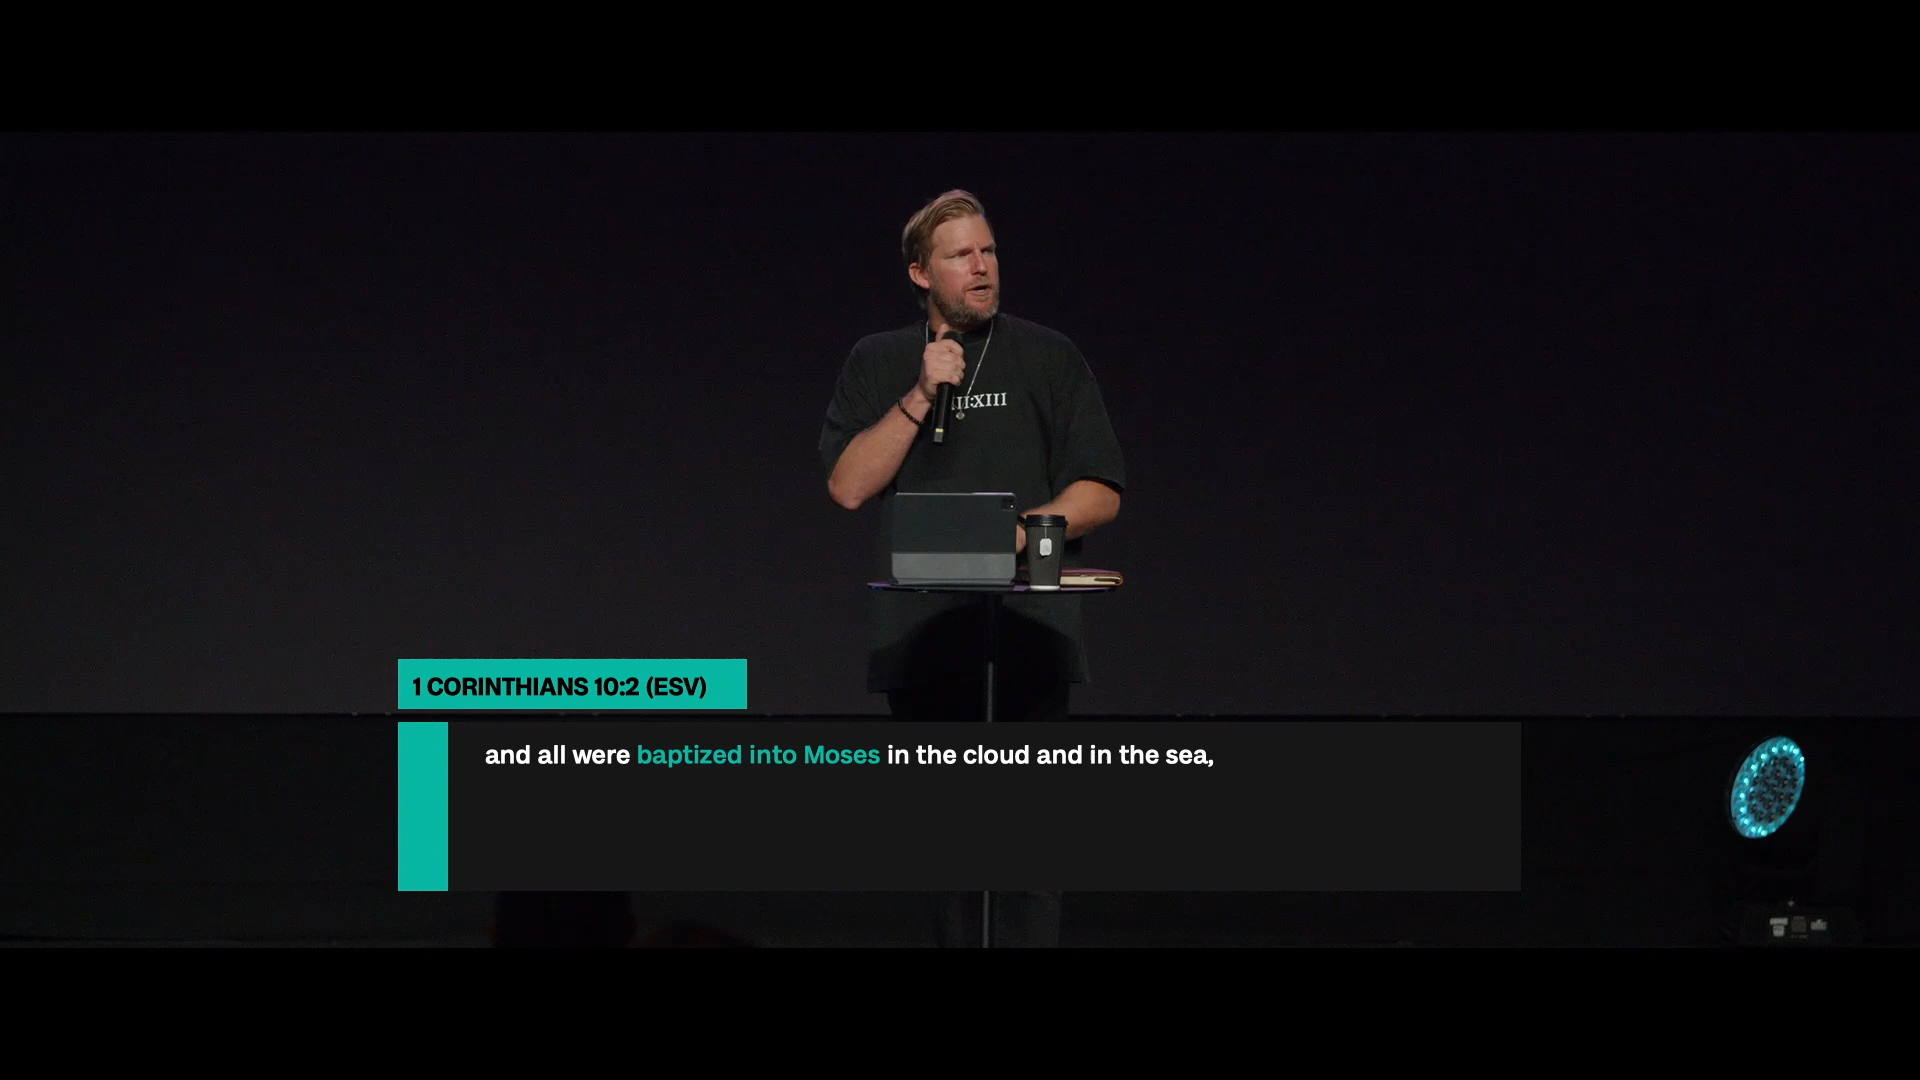 1 CORINTHIANS 10:2 (ESV)
and all were baptized into Moses in the cloud and in the sea,